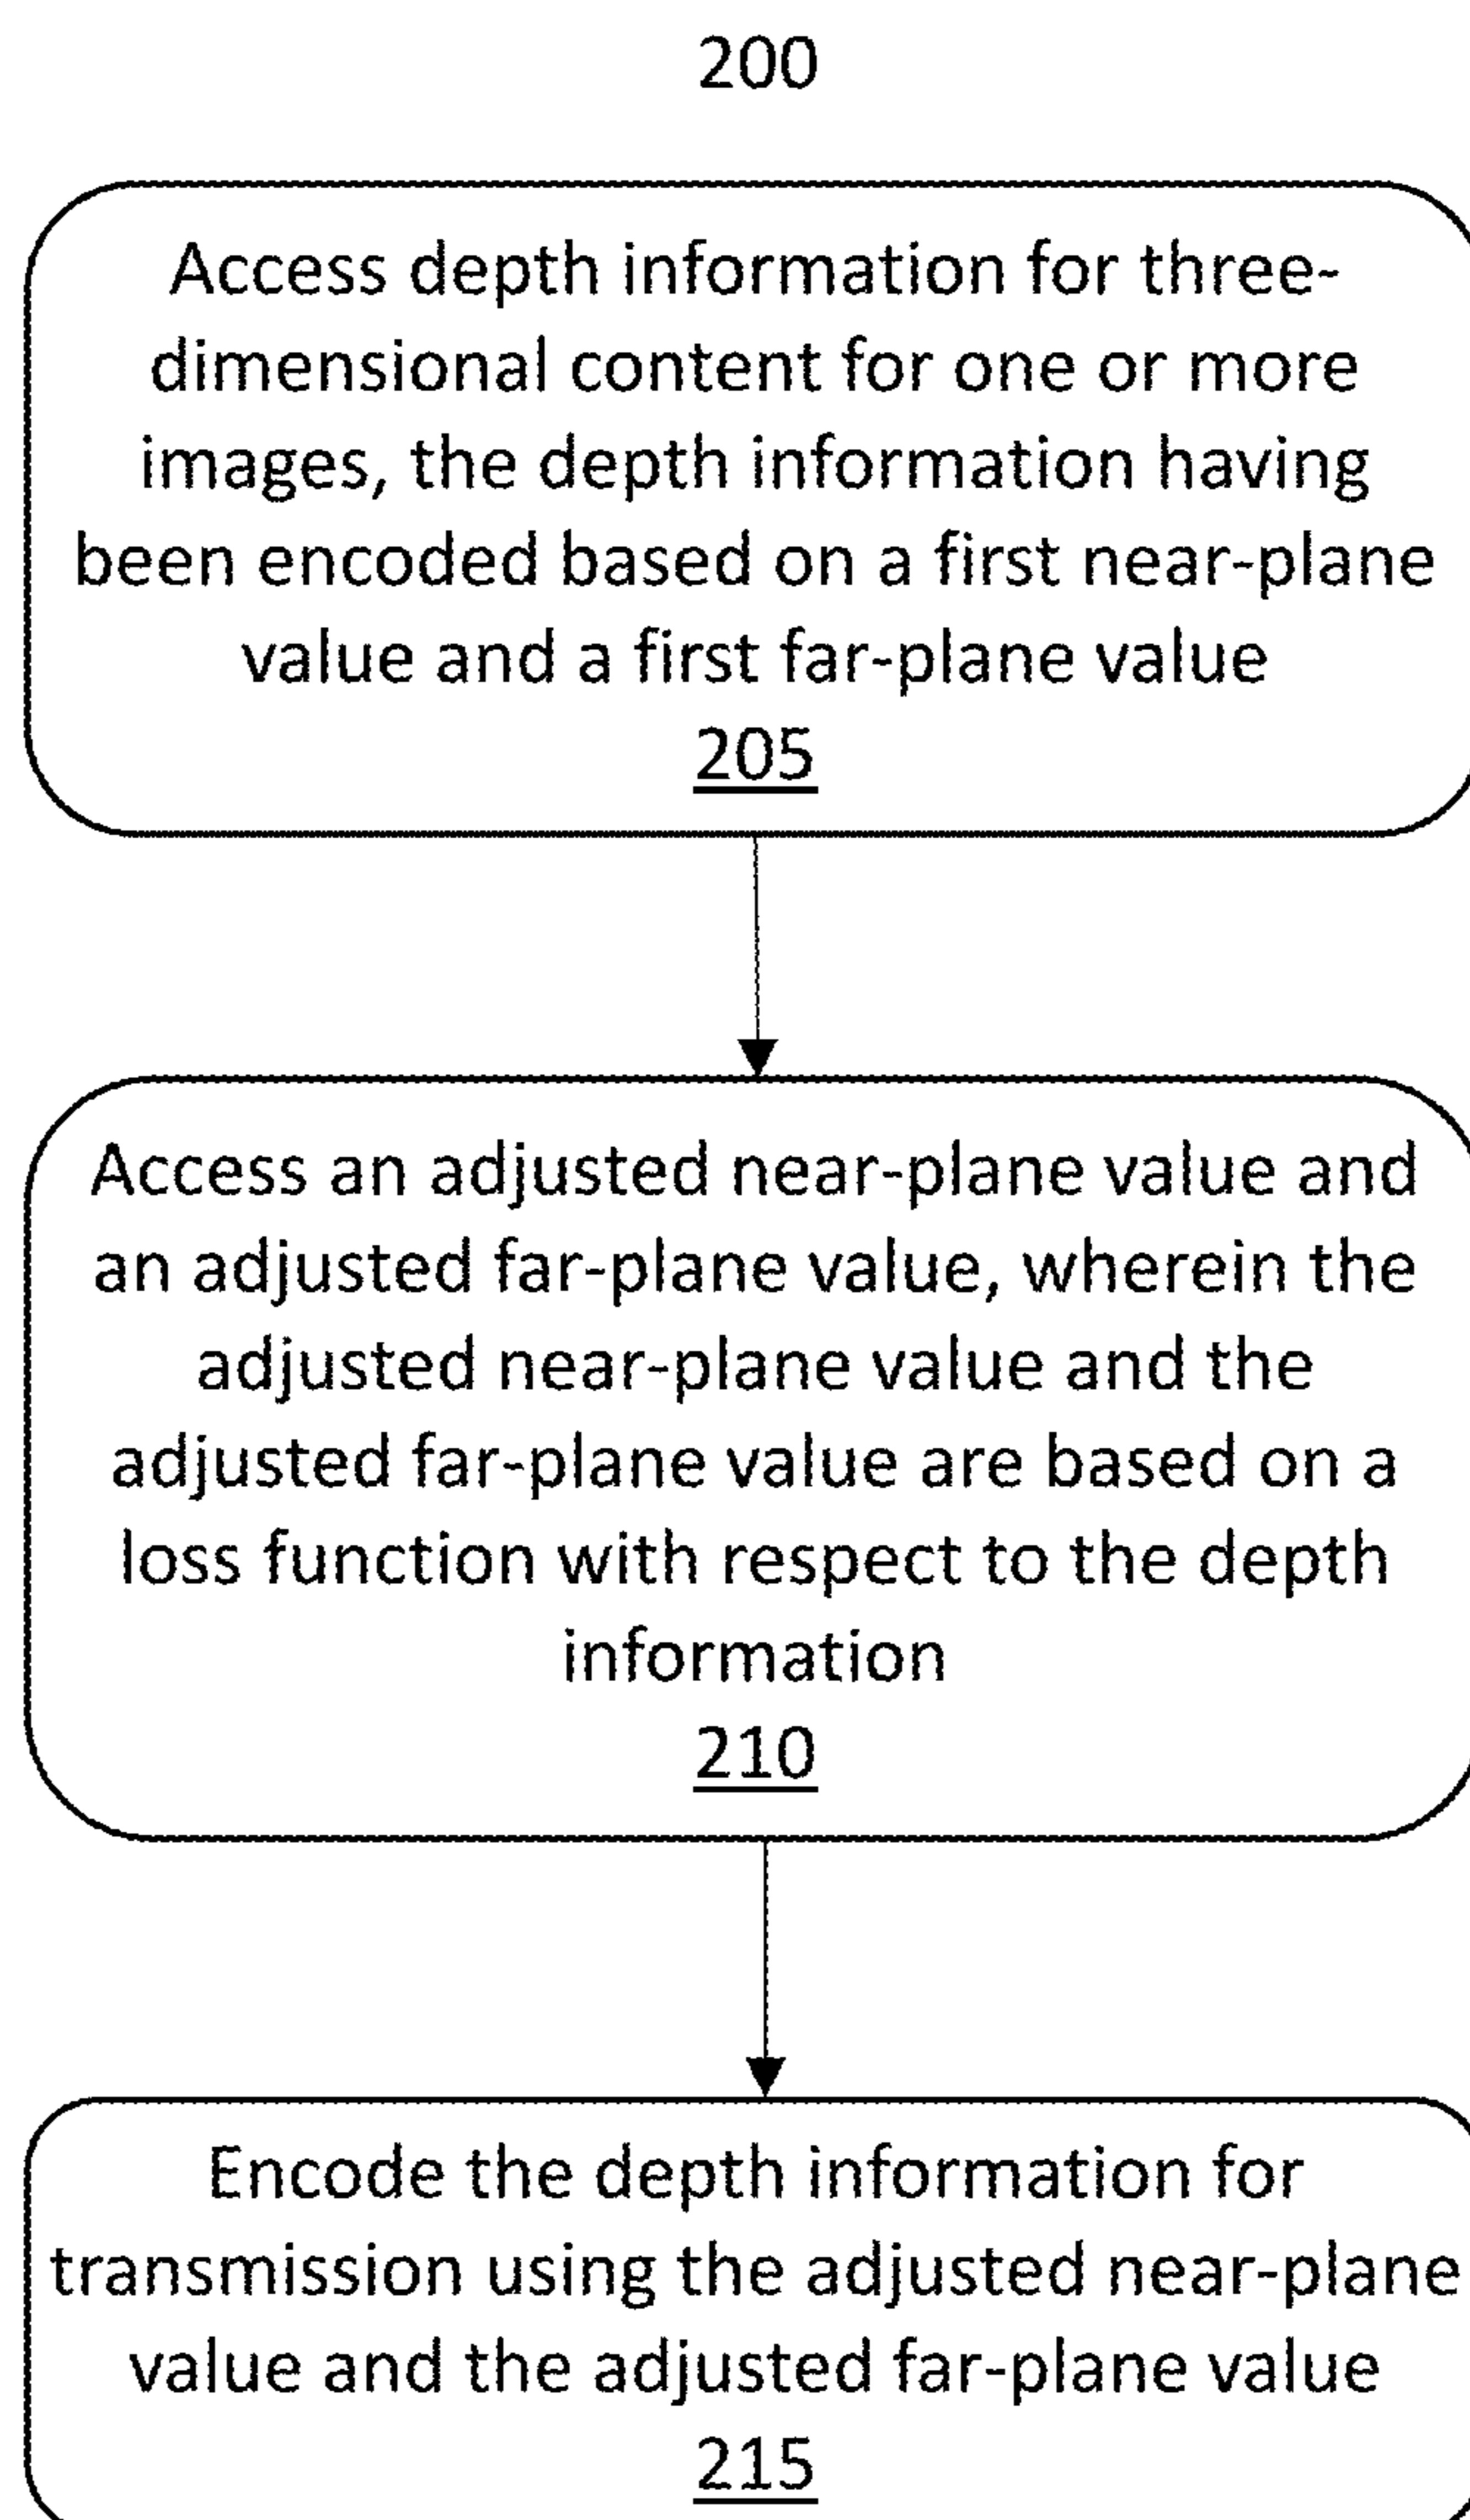 200
Access depth information for three-
dimensional content for one or more
images, the depth information having
been encoded based on a first near-plane
value and a first far-plane value
205
Access an adjusted near-plane value and
an adjusted far-plane value, wherein the
adjusted near-plane value and the
adjusted far-plane value are based on a
loss function with respect to the depth
information
210
Encode the depth information for
transmission using the adjusted near-plane
value and the adjusted far-plane value
215